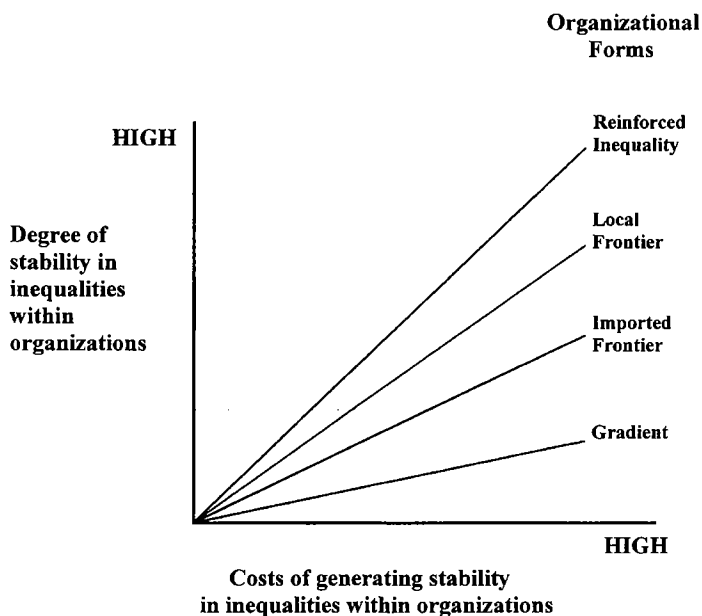 Organizational
Forms
HIGH
Reinforced
Inequality
Local
Frontier
Degree of
stability in
inequalities
within
organizations
Imported
Frontier
Gradient
HIGH
Costs of generating stability
in inequalities within organizations